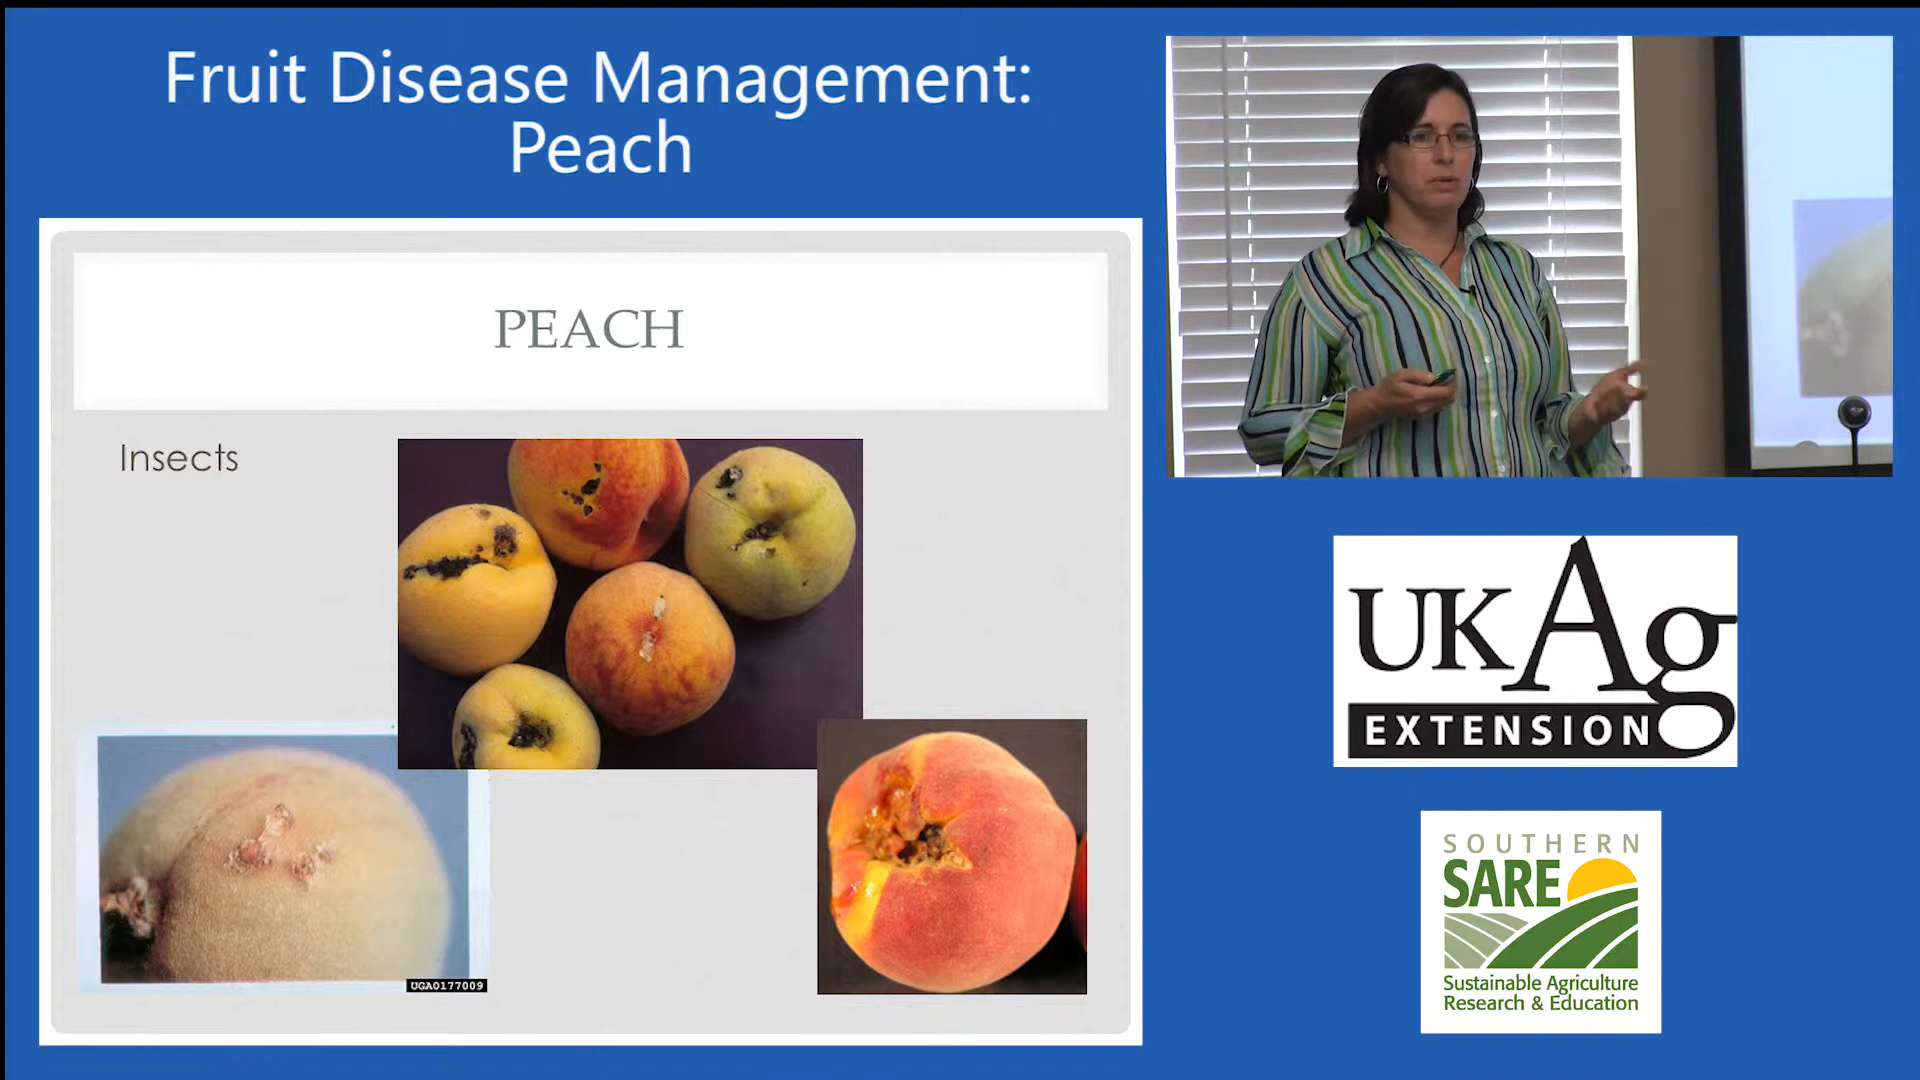 Fruit Disease Management:
Peach
PEACH
Insects
UGA0177009
UKAg
EXTENSION
SOUTHERN
SARE
Sustainable Agriculture
Research & Education